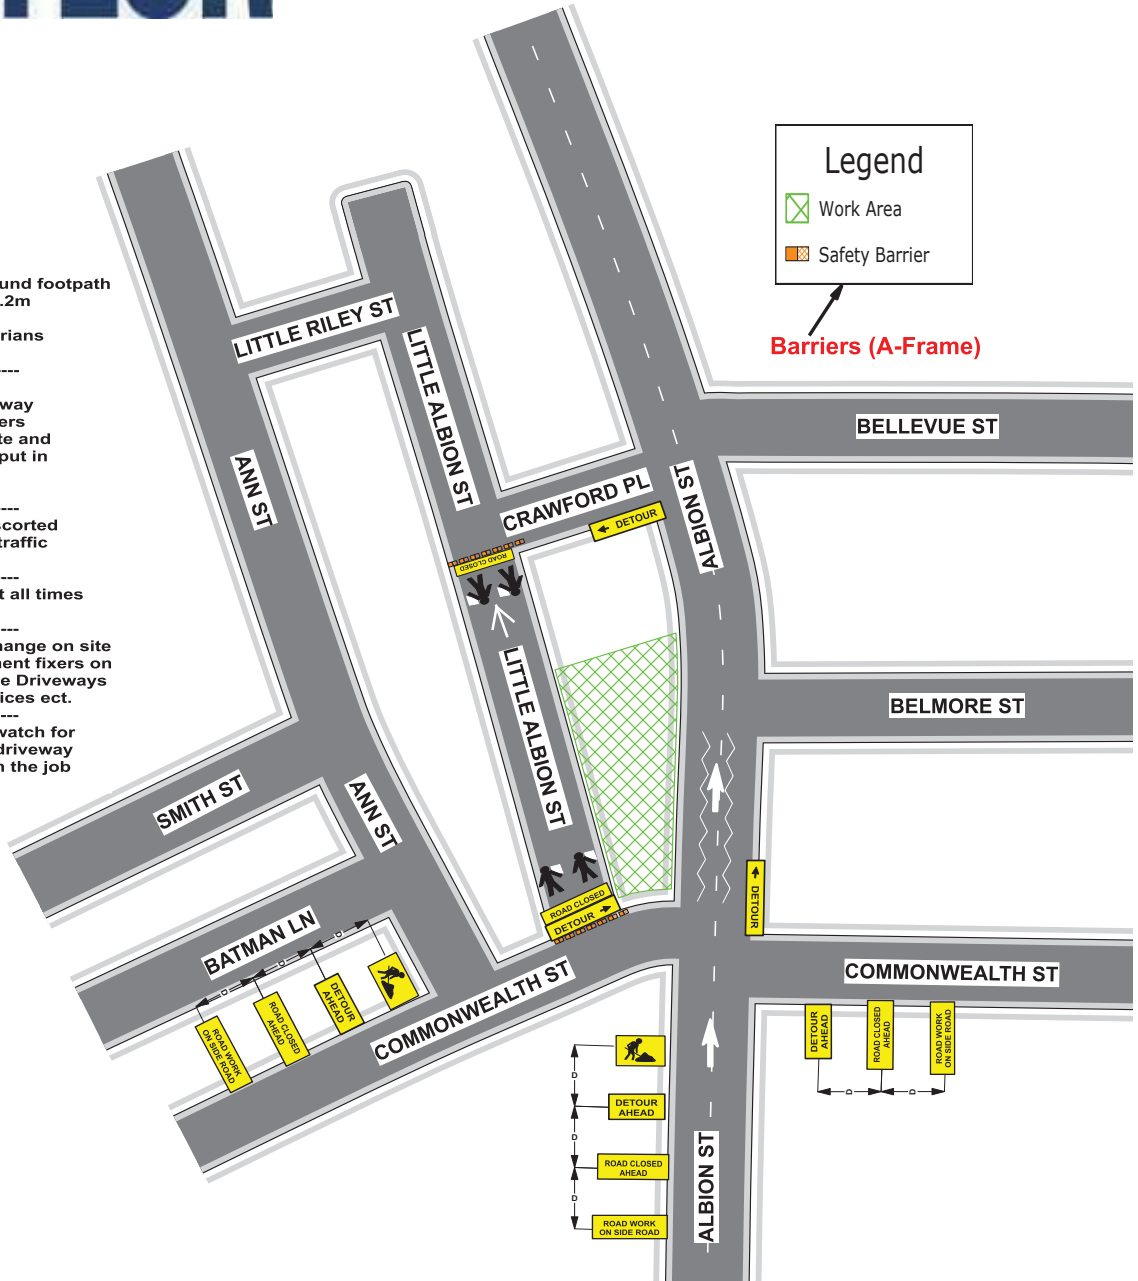 und footpath
.2m
rians
----
way
ers
te and
put in
----
scorted
traffic
----
t all times
----
hange on site
nent fixers on
e Driveways
ices ect.
----
watch for
driveway
n the job
Legend
Work Area
Safety Barrier
Barriers (A-Frame)
LITTLE RILEY ST
LITTLE ALBION ST
BELLEVUE ST
ANN ST
CRAWFORD PL
ALBION ST
← DETOUR
ROAD CLOSED
LITTLE ALBION ST
BELMORE ST
SMITH ST
ANN ST
ROAD CLOSED
DETOUR →
← DETOUR
BATMAN LN
COMMONWEALTH ST
COMMONWEALTH ST
D
D
D
ROAD WORK
ON SIDE ROAD
ROAD CLOSED
AHEAD
DETOUR
AHEAD
DETOUR
AHEAD
ROAD CLOSED
AHEAD
ROAD WORK
ON SIDE ROAD
D
D
DETOUR
AHEAD
ROAD CLOSED
AHEAD
ROAD WORK
ON SIDE ROAD
D
D
D
ALBION ST